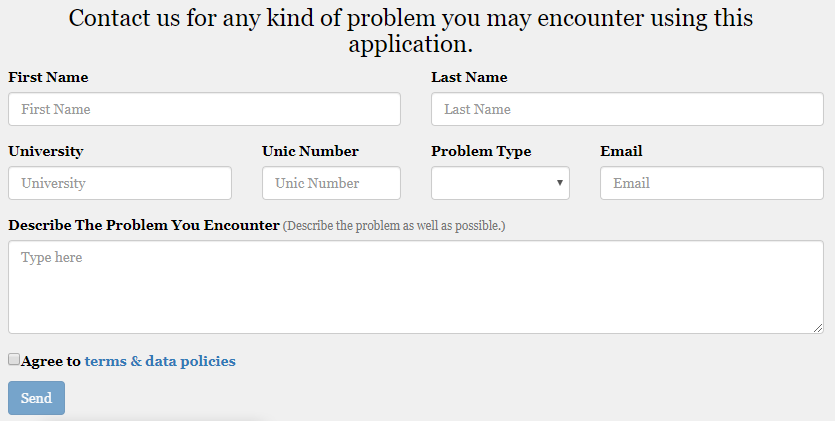 Contact us for any kind of problem you may encounter using this
application.
First Name
Last Name
First Name
Last Name
University
Unic Number
Problem Type
Email
University
Unic Number
Email
Describe The Problem You Encounter (Describe the problem as well as possible.)
Type here
Agree to terms & data policies
Send